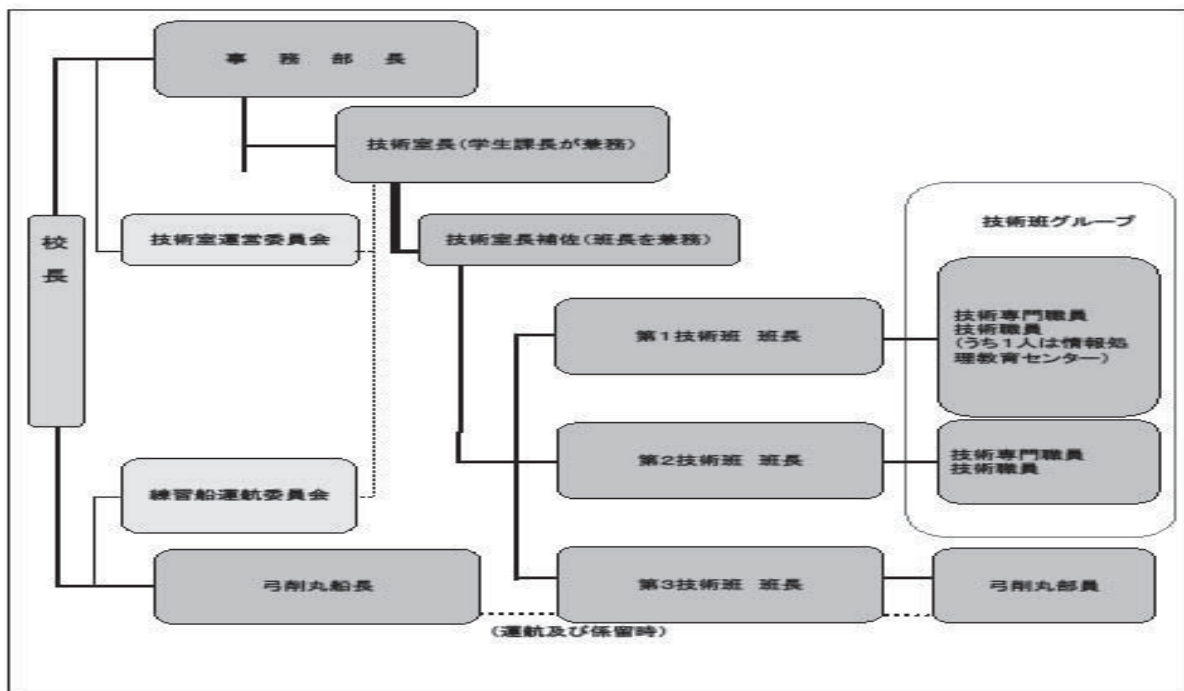 事 務 部 長
技術室長(学生課長が兼務)
校
長
技術室運営委員会
技術室長補佐(班長を兼務)
技術班グループ
第1技術班 班長
技術専門職員
技術職員
(うち1人は情報処
理教育センター)
第2技術班 班長
技術専門職員
技術職員
練習船運航委員会
弓削丸船長
第3技術班 班長
弓削丸部員
(運航及び係留時)